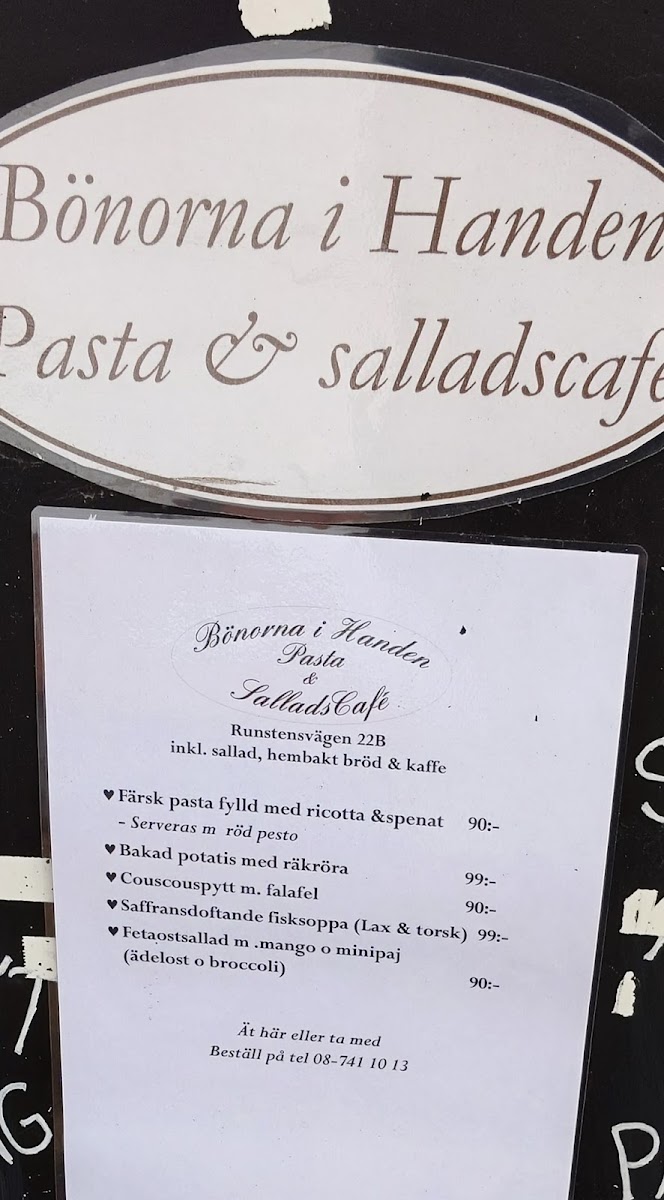 Bönorna i Handen
Pasta & salladscafé
Bönorna i Handen
Pasta
&
SalladsCafé
Runstensvägen 22B
inkl. sallad, hembakt bröd & kaffe
♥ Färsk pasta fylld med ricotta &spenat 90:-
- Serveras m röd pesto
♥ Bakad potatis med räkröra 99:-
♥ Couscouspytt m. falafel 90:-
♥ Saffransdoftande fisksoppa (Lax & torsk) 99:-
♥ Fetaostsallad m .mango o minipaj
(ädelost o broccoli) 90:-
Ät här eller ta med
Beställ på tel 08-741 10 13